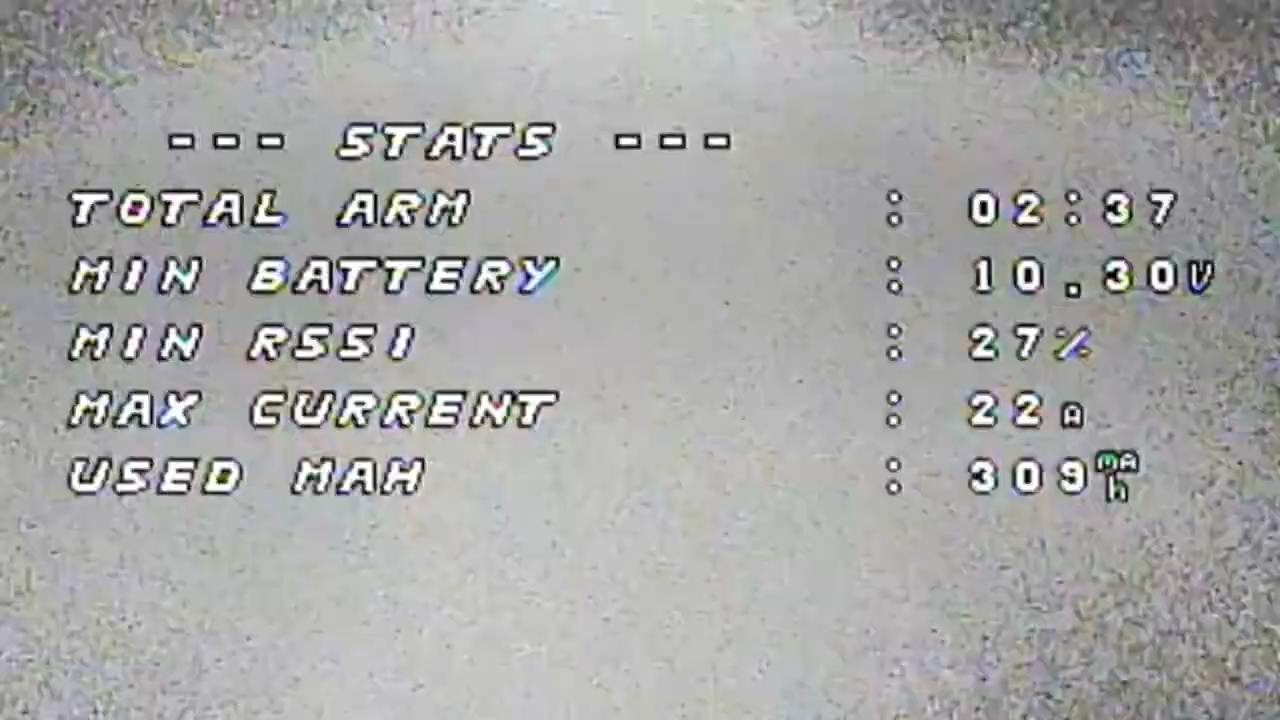 --- STATS ---
TOTAL ARM : 02:37
MIN BATTERY : 10.30V
MIN RSSI : 27%
MAX CURRENT : 22A
USED MAH : 309mAh